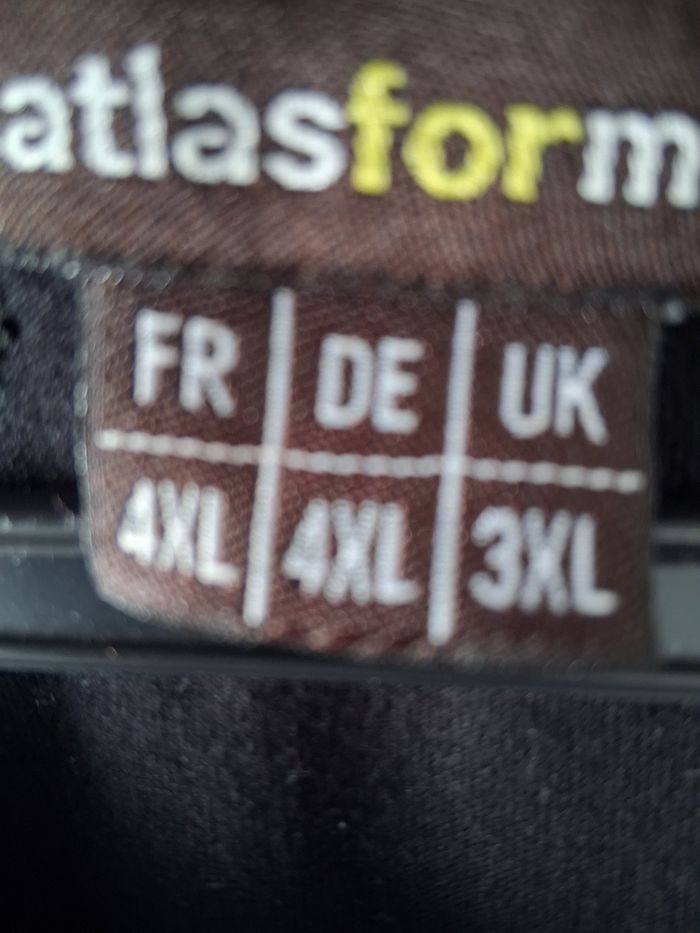 atlasform
FR DE UK
4XL 4XL 3XL